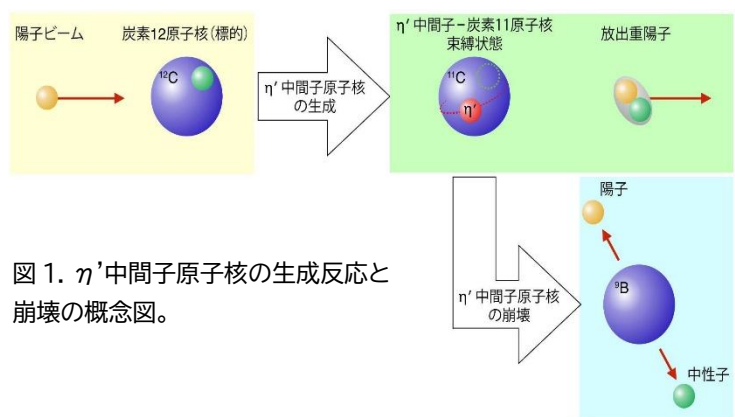 陽子ビーム
炭素12原子核(標的)
¹²C
η′中間子原子核
の生成
η′中間子−炭素11原子核
束縛状態
¹¹C
η′
放出重陽子
η′中間子原子核
の崩壊
陽子
⁹B
中性子
図1. η’中間子原子核の生成反応と
崩壊の概念図。